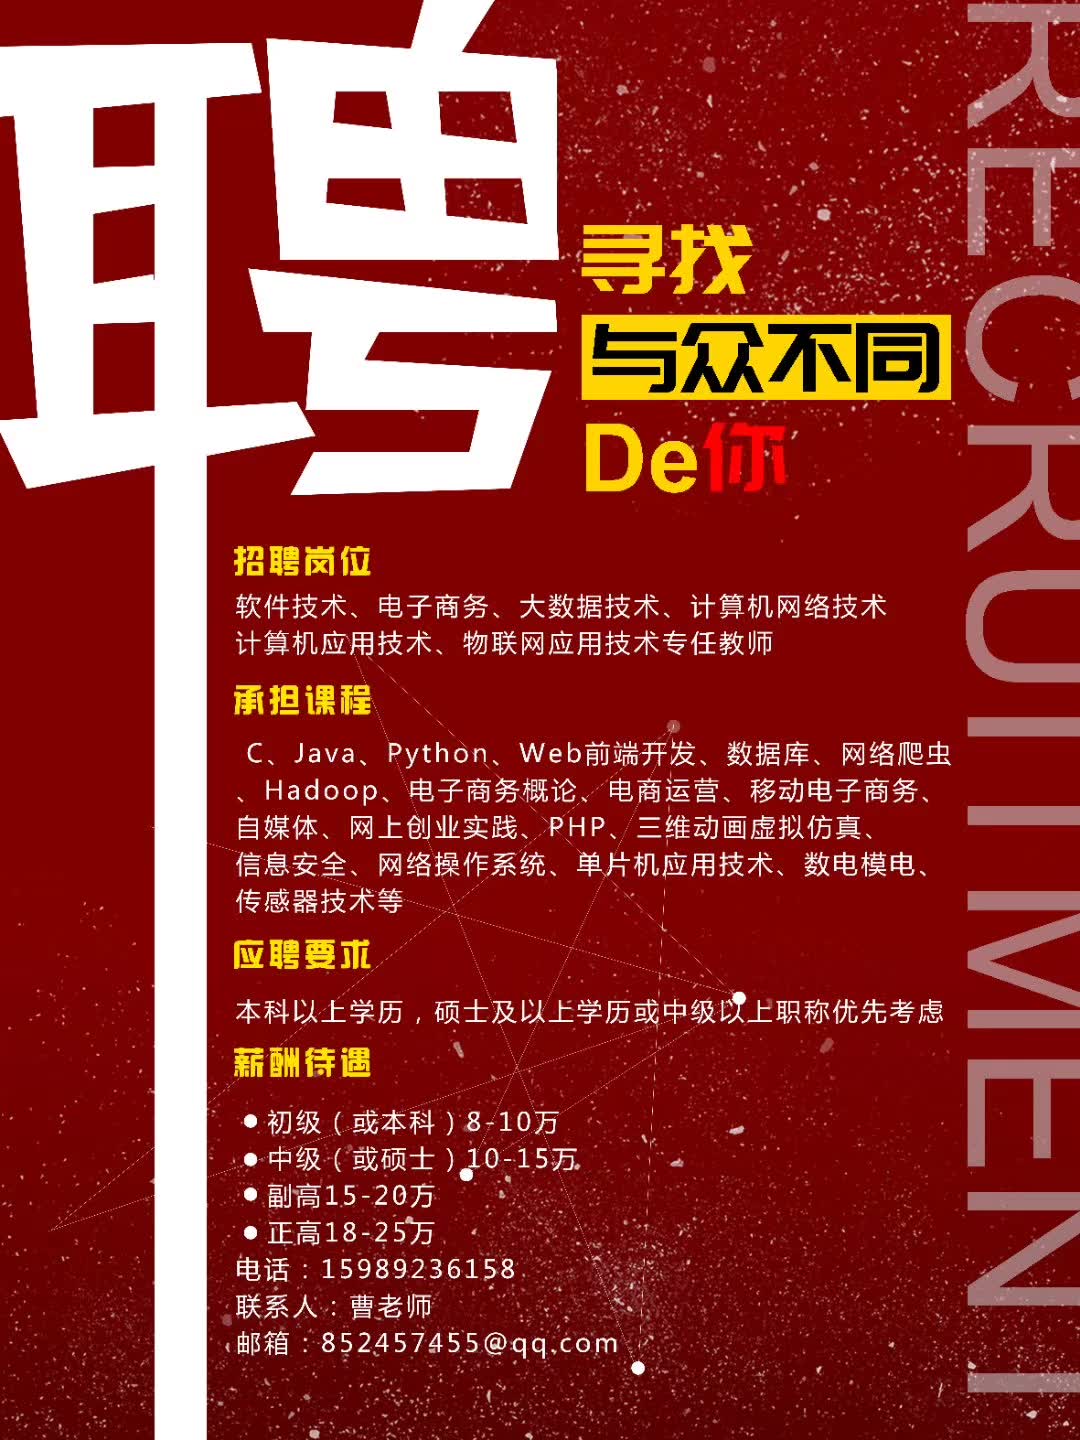 聘
寻找
与众不同
De你
RECRUITMENT
招聘岗位
软件技术、电子商务、大数据技术、计算机网络技术
计算机应用技术、物联网应用技术专任教师
承担课程
C、Java、Python、Web前端开发、数据库、网络爬虫
、Hadoop、电子商务概论、电商运营、移动电子商务、
自媒体、网上创业实践、PHP、三维动画虚拟仿真、
信息安全、网络操作系统、单片机应用技术、数电模电、
传感器技术等
应聘要求
本科以上学历，硕士及以上学历或中级以上职称优先考虑
薪酬待遇
●初级（或本科）8-10万
●中级（或硕士）10-15万
●副高15-20万
●正高18-25万
电话：15989236158
联系人：曹老师
邮箱：852457455@qq.com